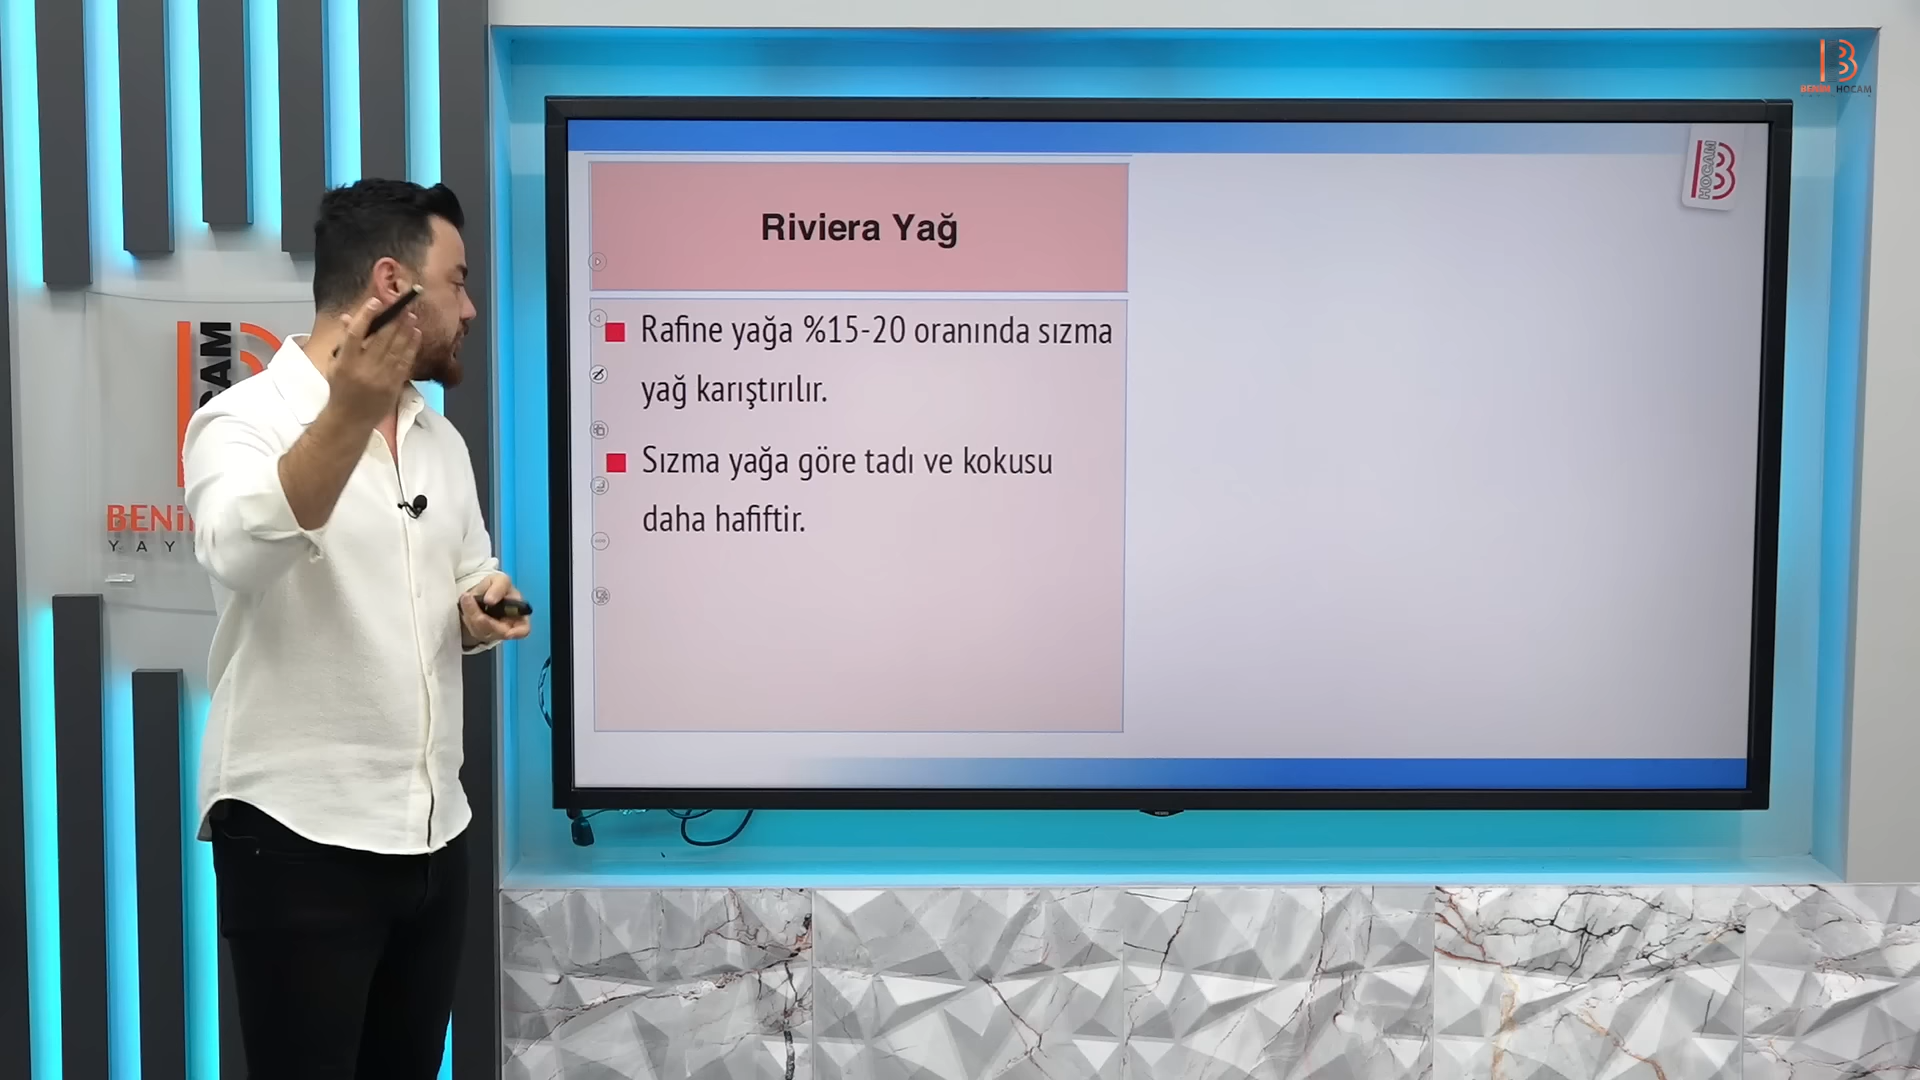 BENİM HOCAM
HOCAM
Riviera Yağ
Rafine yağa %15-20 oranında sızma
yağ karıştırılır.
Sızma yağa göre tadı ve kokusu
daha hafiftir.